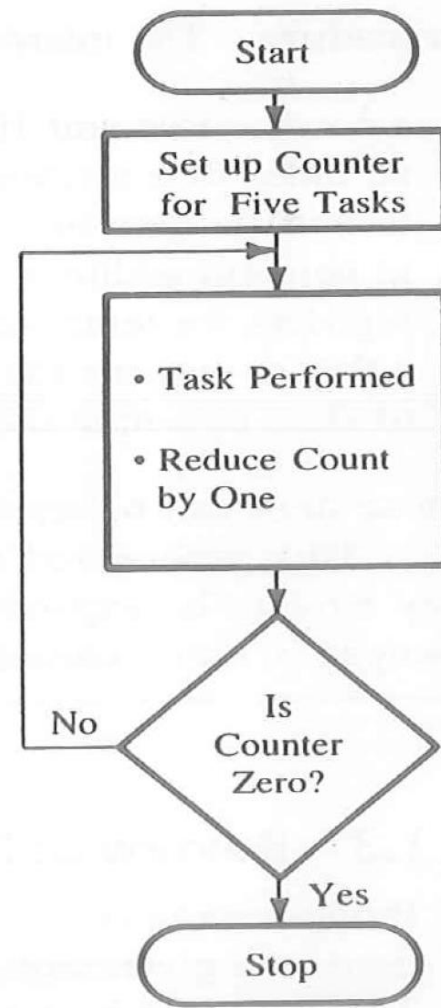 Start
Set up Counter
for Five Tasks
• Task Performed
• Reduce Count
by One
Is
Counter
Zero?
No
Yes
Stop